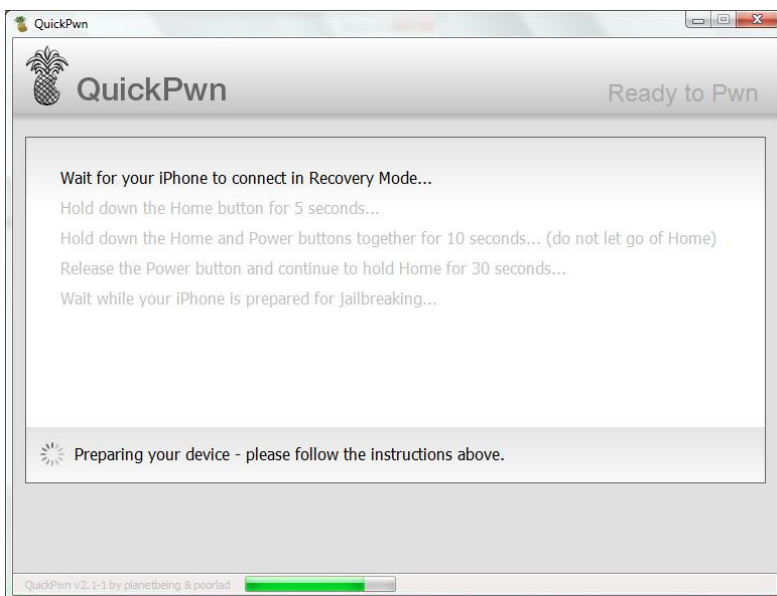 QuickPwn
QuickPwn
Ready to Pwn
Wait for your iPhone to connect in Recovery Mode...
Hold down the Home button for 5 seconds...
Hold down the Home and Power buttons together for 10 seconds... (do not let go of Home)
Release the Power button and continue to hold Home for 30 seconds...
Wait while your iPhone is prepared for jailbreaking...
Preparing your device - please follow the instructions above.
QuickPwn v2.1-1 by planetbeing & poorlad